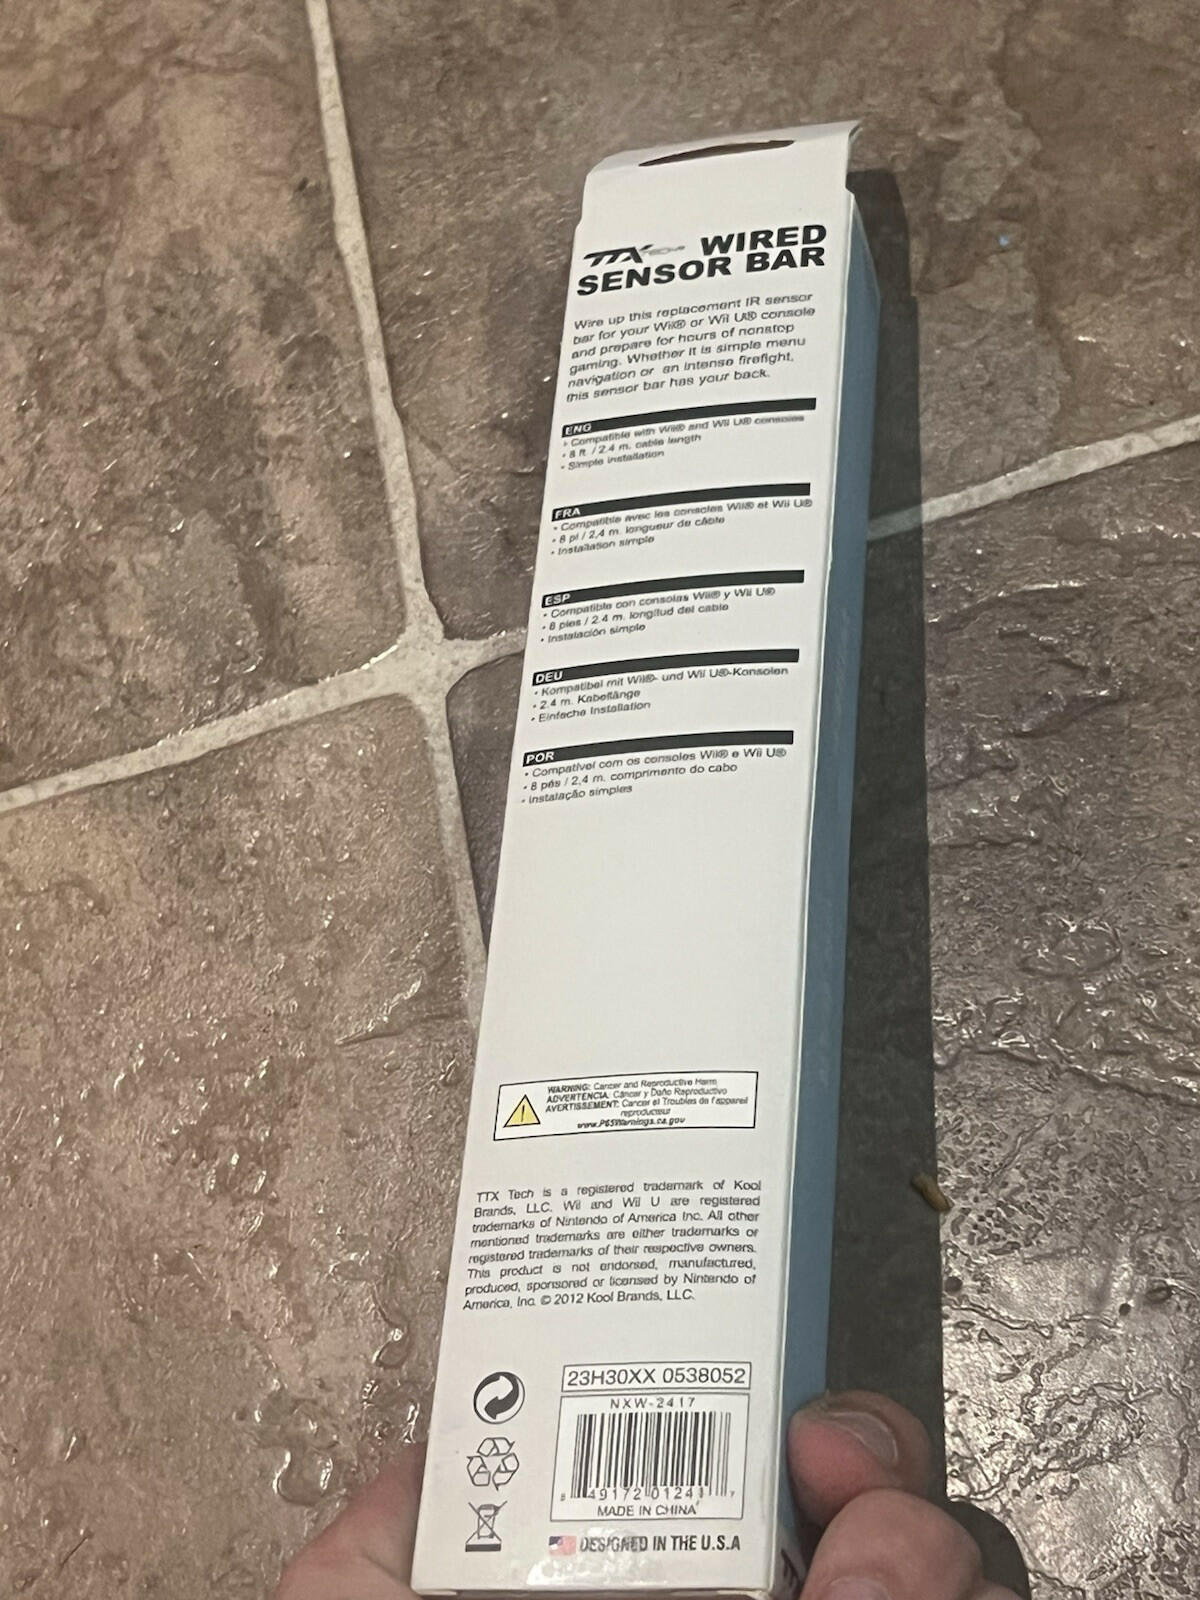 TTX TECH WIRED
SENSOR BAR
Wire up this replacement IR sensor
bar for your Wii® or Wii U® console
and prepare for hours of nonstop
gaming. Whether it is simple menu
navigation or an intense firefight,
this sensor bar has your back.
ENG
• Compatible with Wii® and Wii U® consoles
• 8 ft. / 2.4 m. cable length
• Simple installation
FRA
• Compatible avec les consoles Wii® et Wii U®
• 8 pi / 2,4 m. longueur de câble
• Installation simple
ESP
• Compatible con consolas Wii® y Wii U®
• 8 pies / 2.4 m. longitud del cable
• Instalación simple
DEU
• Kompatibel mit Wii®- und Wii U®-Konsolen
• 2.4 m. Kabellänge
• Einfache Installation
POR
• Compatível com os consoles Wii® e Wii U®
• 8 pés / 2,4 m. comprimento do cabo
• Instalação simples
WARNING: Cancer and Reproductive Harm
ADVERTENCIA: Cáncer y Daño Reproductivo
AVERTISSEMENT: Cancer et Troubles de l'appareil
reproducteur
www.P65Warnings.ca.gov
TTX Tech is a registered trademark of Kool
Brands, LLC. Wii and Wii U are registered
trademarks of Nintendo of America Inc. All other
mentioned trademarks are either trademarks or
registered trademarks of their respective owners.
This product is not endorsed, manufactured,
produced, sponsored or licensed by Nintendo of
America, Inc. © 2012 Kool Brands, LLC.
23H30XX 0538052
NXW-2417
8 49172 01241 7
MADE IN CHINA
DESIGNED IN THE U.S.A